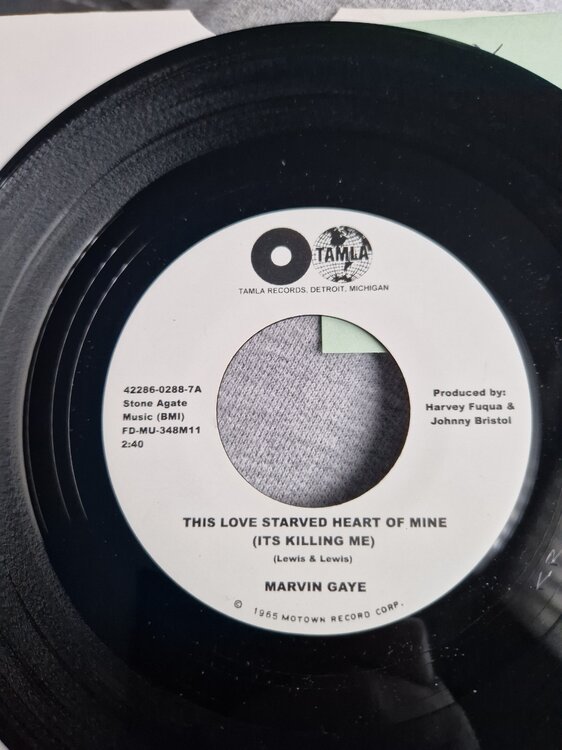 TAMLA
TAMLA RECORDS, DETROIT, MICHIGAN
42286-0288-7A
Stone Agate
Music (BMI)
FD-MU-348M11
2:40
Produced by:
Harvey Fuqua &
Johnny Bristol
THIS LOVE STARVED HEART OF MINE
(ITS KILLING ME)
(Lewis & Lewis)
MARVIN GAYE
© 1965 MOTOWN RECORD CORP.